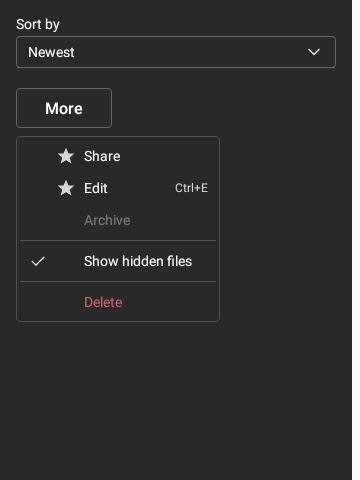 Sort by
Newest
More
Share
Edit Ctrl+E
Archive
Show hidden files
Delete